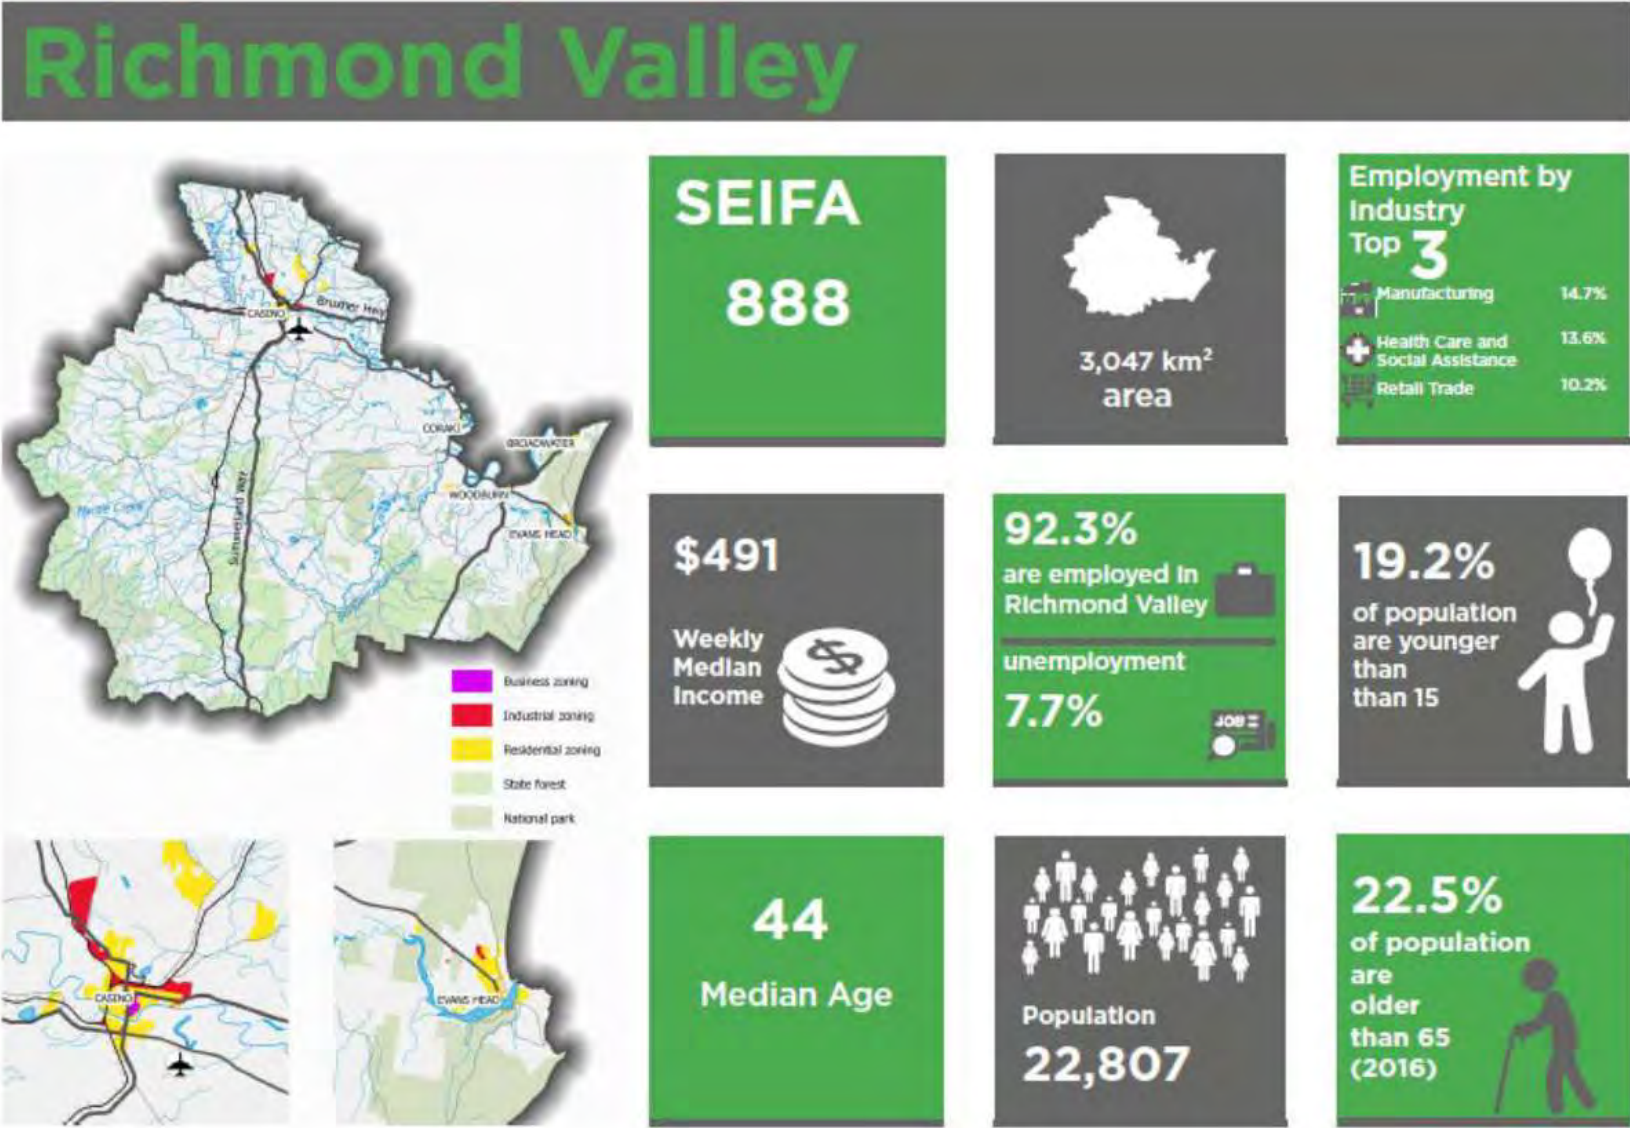 Richmond Valley
Bruxner Hwy
CASINO
CORAKI
BROADWATER
WOODBURN
EVANS HEAD
Summerland Way
Business zoning
Industrial zoning
Residential zoning
State forest
National park
CASINO
EVANS HEAD
SEIFA
888
3,047 km²
area
Employment by
Industry
Top 3
Manufacturing 14.7%
Health Care and 13.6%
Social Assistance
Retail Trade 10.2%
$491
Weekly
Median
Income
92.3%
are employed in
Richmond Valley
unemployment
7.7%
JOB
19.2%
of population
are younger
than
than 15
44
Median Age
Population
22,807
22.5%
of population
are
older
than 65
(2016)